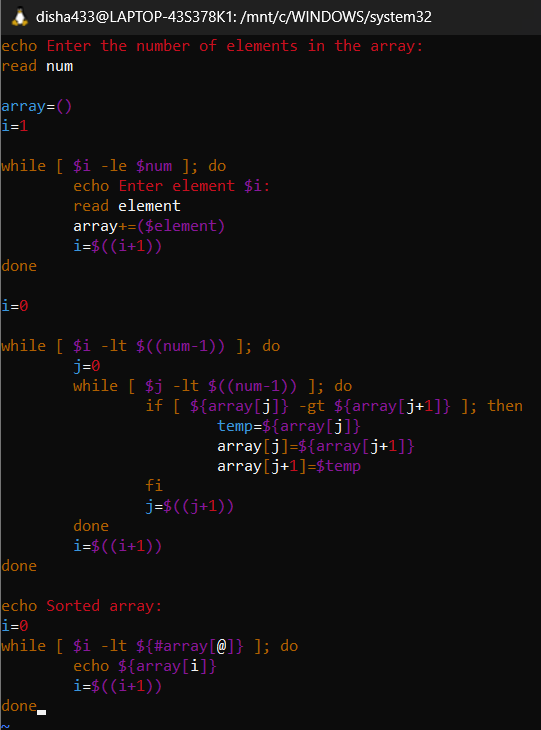 disha433@LAPTOP-43S378K1: /mnt/c/WINDOWS/system32
echo Enter the number of elements in the array:
read num

array=()
i=1

while [ $i -le $num ]; do
        echo Enter element $i:
        read element
        array+=($element)
        i=$((i+1))
done

i=0

while [ $i -lt $((num-1)) ]; do
        j=0
        while [ $j -lt $((num-1)) ]; do
                if [ ${array[j]} -gt ${array[j+1]} ]; then
                        temp=${array[j]}
                        array[j]=${array[j+1]}
                        array[j+1]=$temp
                fi
                j=$((j+1))
        done
        i=$((i+1))
done

echo Sorted array:
i=0
while [ $i -lt ${#array[@]} ]; do
        echo ${array[i]}
        i=$((i+1))
done
~